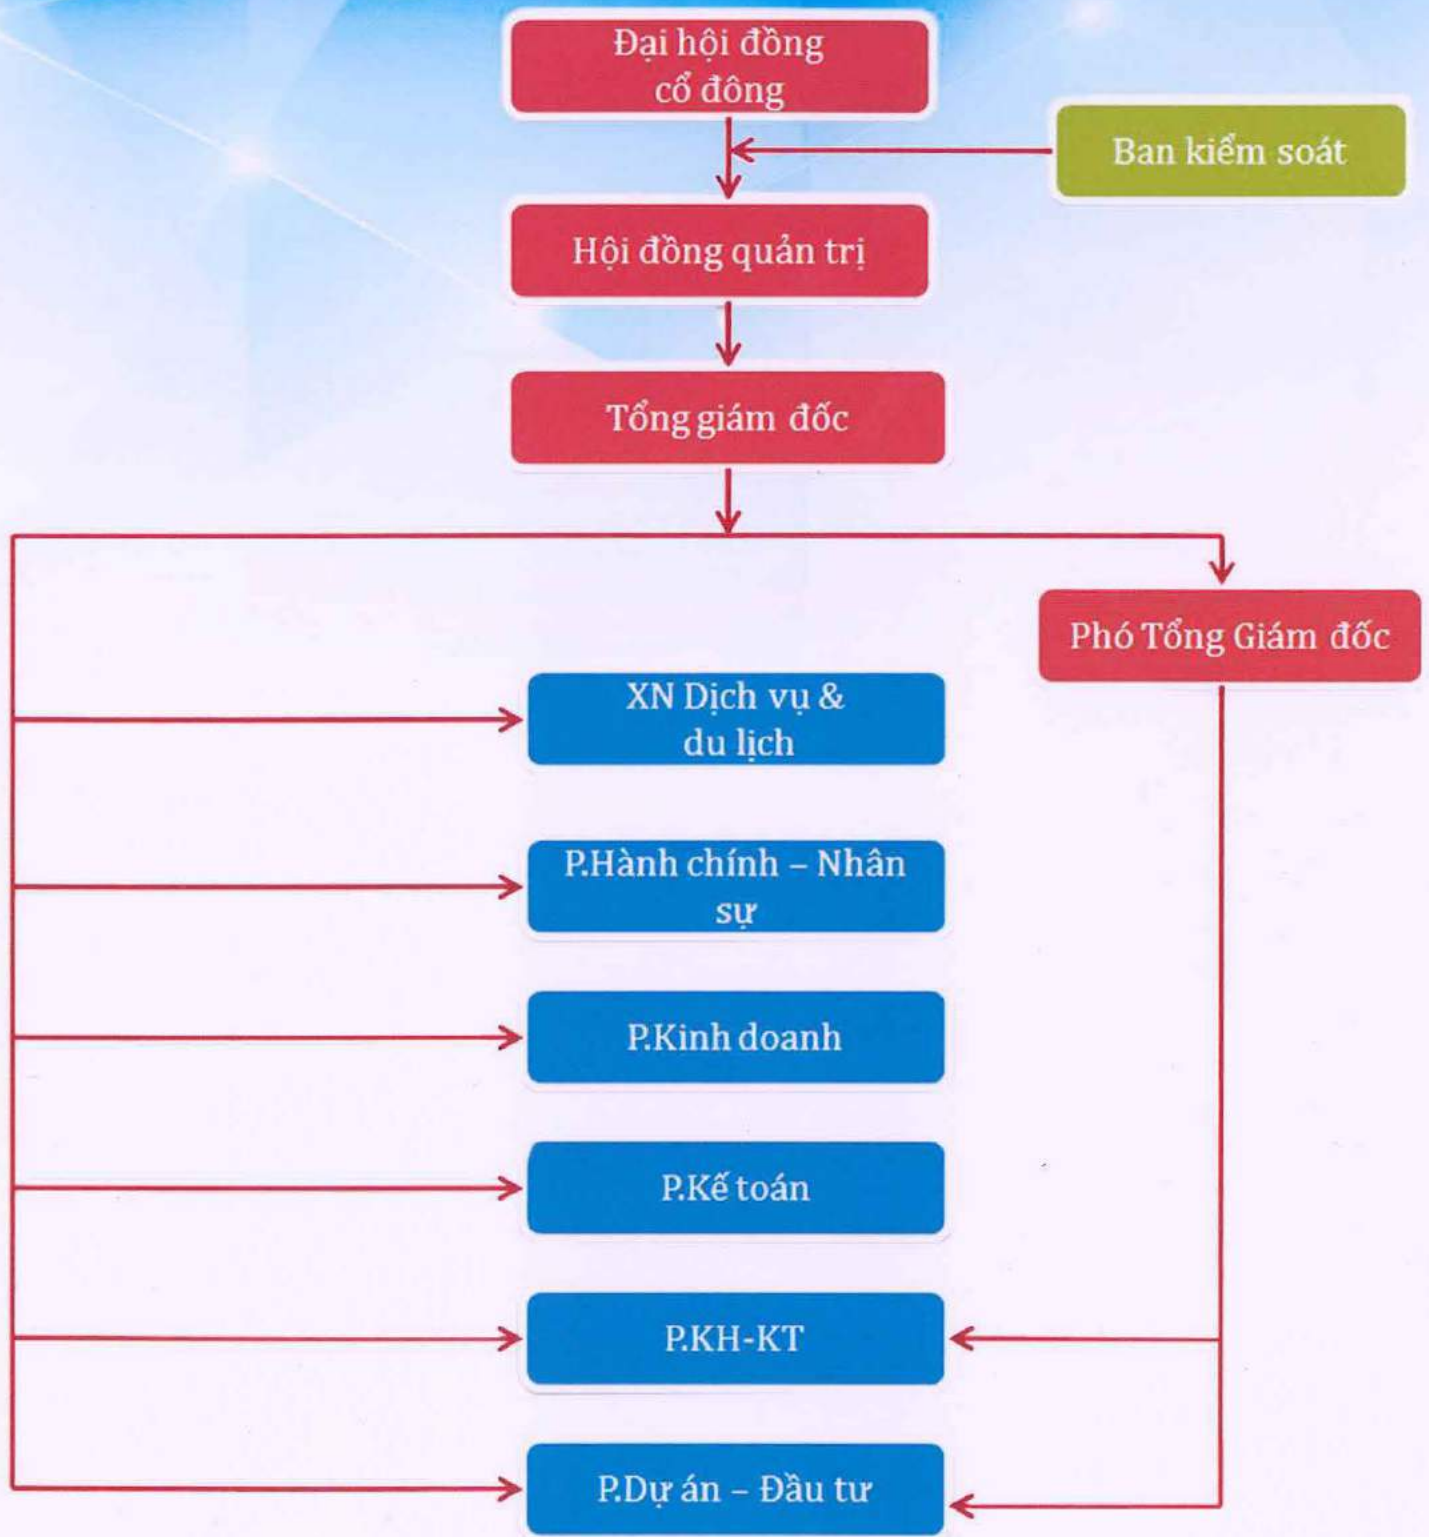 Đại hội đồng
cổ đông
Ban kiểm soát
Hội đồng quản trị
Tổng giám đốc
Phó Tổng Giám đốc
XN Dịch vụ &
du lịch
P.Hành chính – Nhân
sự
P.Kinh doanh
P.Kế toán
P.KH-KT
P.Dự án – Đầu tư